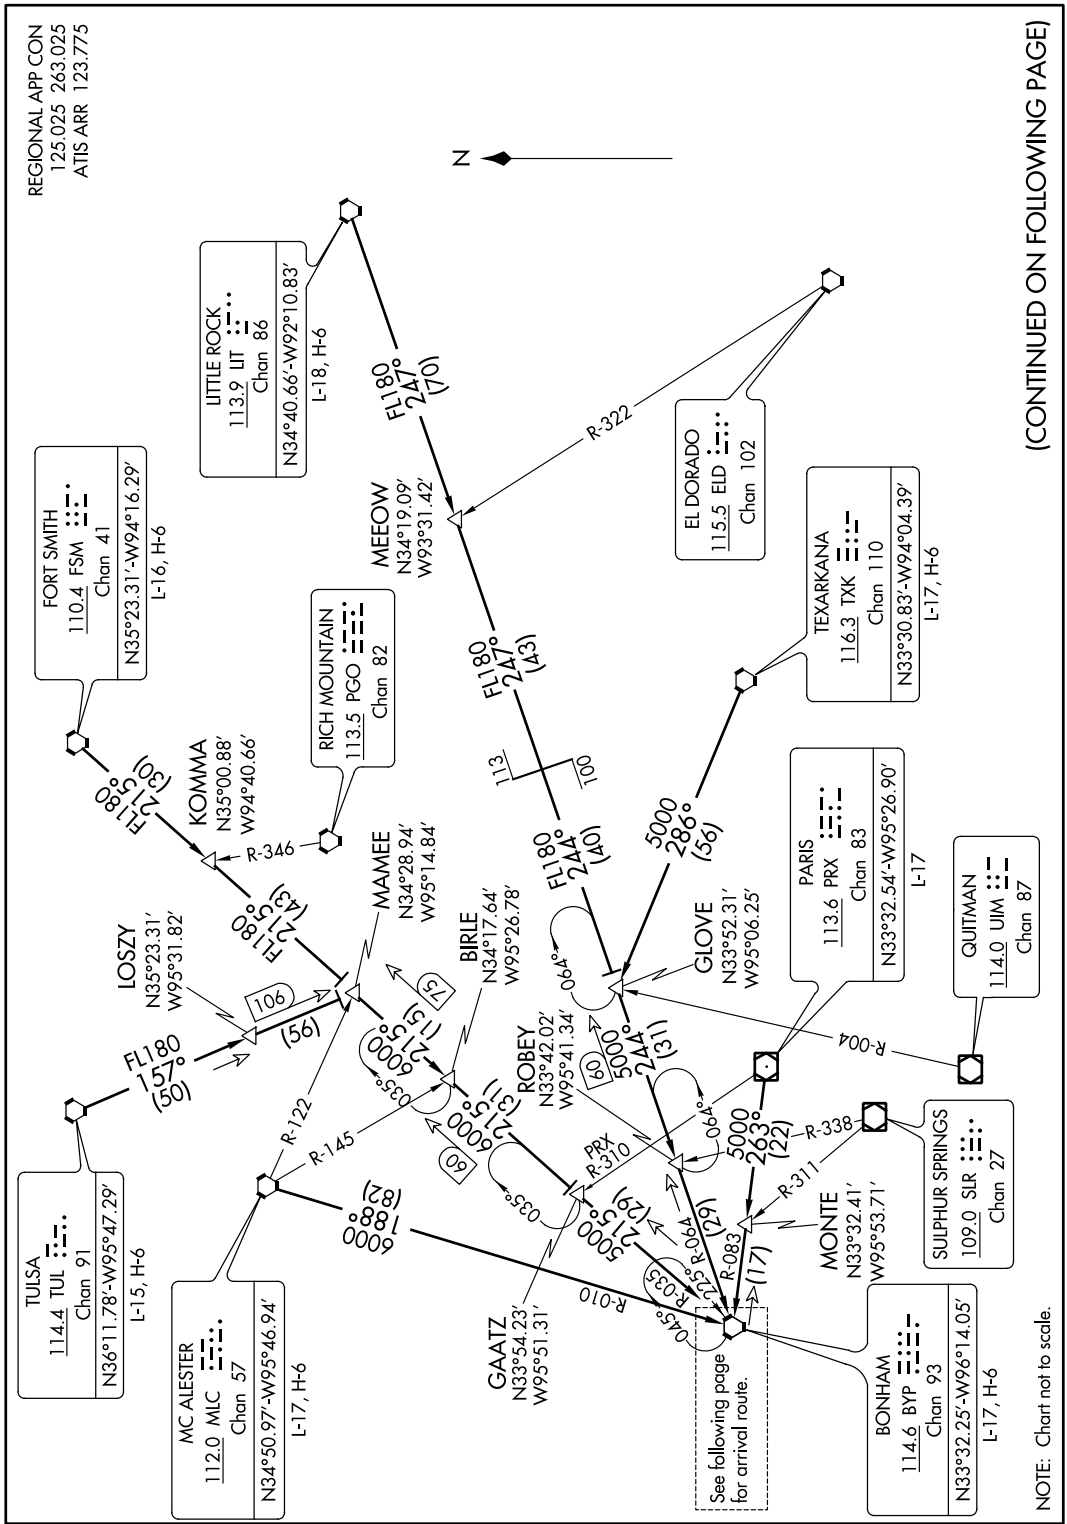 REGIONAL APP CON
125.025 263.025
ATIS ARR 123.775
TULSA
114.4 TUL
Chan 91
N36°11.78'-W95°47.29'
L-15, H-6
FL180
157°
(50)
LOSZY
N35°23.31'
W95°31.82'
106
(56)
FORT SMITH
110.4 FSM
Chan 41
N35°23.31'-W94°16.29'
L-16, H-6
FL180
215°
(30)
KOMMA
N35°00.88'
W94°40.66'
R-346
RICH MOUNTAIN
113.5 PGO
Chan 82
FL180
215°
(43)
MAMEE
N34°28.94'
W95°14.84'
LITTLE ROCK
113.9 LIT
Chan 86
N34°40.66'-W92°10.83'
L-18, H-6
FL180
247°
(70)
N
MC ALESTER
112.0 MLC
Chan 57
N34°50.97'-W95°46.94'
L-17, H-6
R-122
R-145
6000
188°
(82)
R-010
6000
215°
(15)
75
035°
BIRLE
N34°17.64'
W95°26.78'
6000
215°
(31)
60
035°
GAATZ
N33°54.23'
W95°51.31'
PRX
R-310
5000
215°
(29)
R-035
045°
225°
MEEOW
N34°19.09'
W93°31.42'
R-322
EL DORADO
115.5 ELD
Chan 102
FL180
247°
(43)
113
100
FL180
244°
(40)
064°
GLOVE
N33°52.31'
W95°06.25'
5000
286°
(56)
TEXARKANA
116.3 TXK
Chan 110
N33°30.83'-W94°04.39'
L-17, H-6
60
5000
244°
(31)
ROBEY
N33°42.02'
W95°41.34'
064°
R-064
(29)
R-004
QUITMAN
114.0 UIM
Chan 87
PARIS
113.6 PRX
Chan 83
N33°32.54'-W95°26.90'
L-17
5000
263°
(22)
R-338
R-311
SULPHUR SPRINGS
109.0 SLR
Chan 27
R-083
(17)
MONTE
N33°32.41'
W95°53.71'
See following page
for arrival route.
BONHAM
114.6 BYP
Chan 93
N33°32.25'-W96°14.05'
L-17, H-6
NOTE: Chart not to scale.
(CONTINUED ON FOLLOWING PAGE)